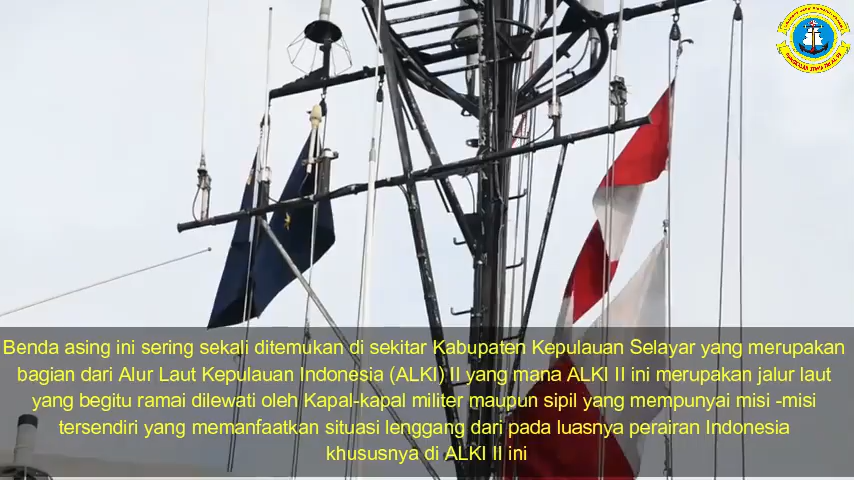 Benda asing ini sering sekali ditemukan di sekitar Kabupaten Kepulauan Selayar yang merupakan
bagian dari Alur Laut Kepulauan Indonesia (ALKI) II yang mana ALKI II ini merupakan jalur laut
yang begitu ramai dilewati oleh Kapal-kapal militer maupun sipil yang mempunyai misi -misi
tersendiri yang memanfaatkan situasi lenggang dari pada luasnya perairan Indonesia
khususnya di ALKI II ini